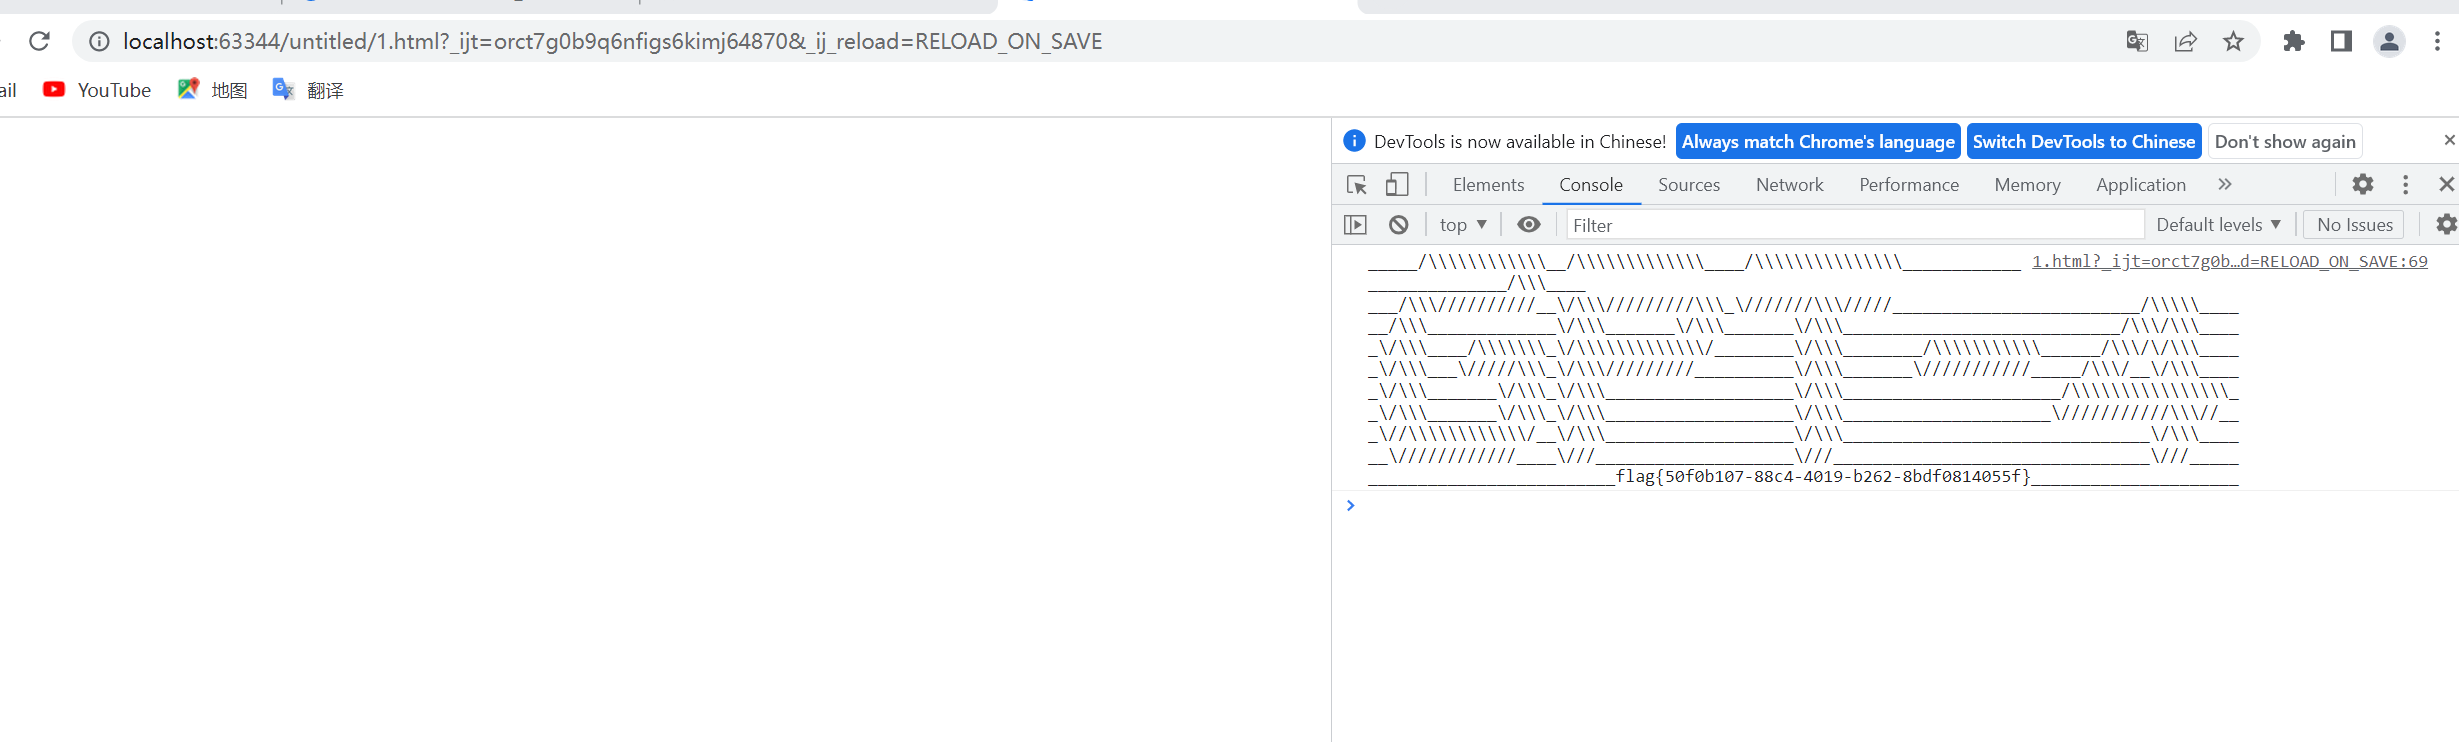 localhost:63344/untitled/1.html?_ijt=orct7g0b9q6nfigs6kimj64870&_ij_reload=RELOAD_ON_SAVE
ail YouTube 地图 翻译
DevTools is now available in Chinese! Always match Chrome's language Switch DevTools to Chinese Don't show again
Elements Console Sources Network Performance Memory Application
top Filter Default levels No Issues
1.html?_ijt=orct7g0b…d=RELOAD_ON_SAVE:69
flag{50f0b107-88c4-4019-b262-8bdf0814055f}